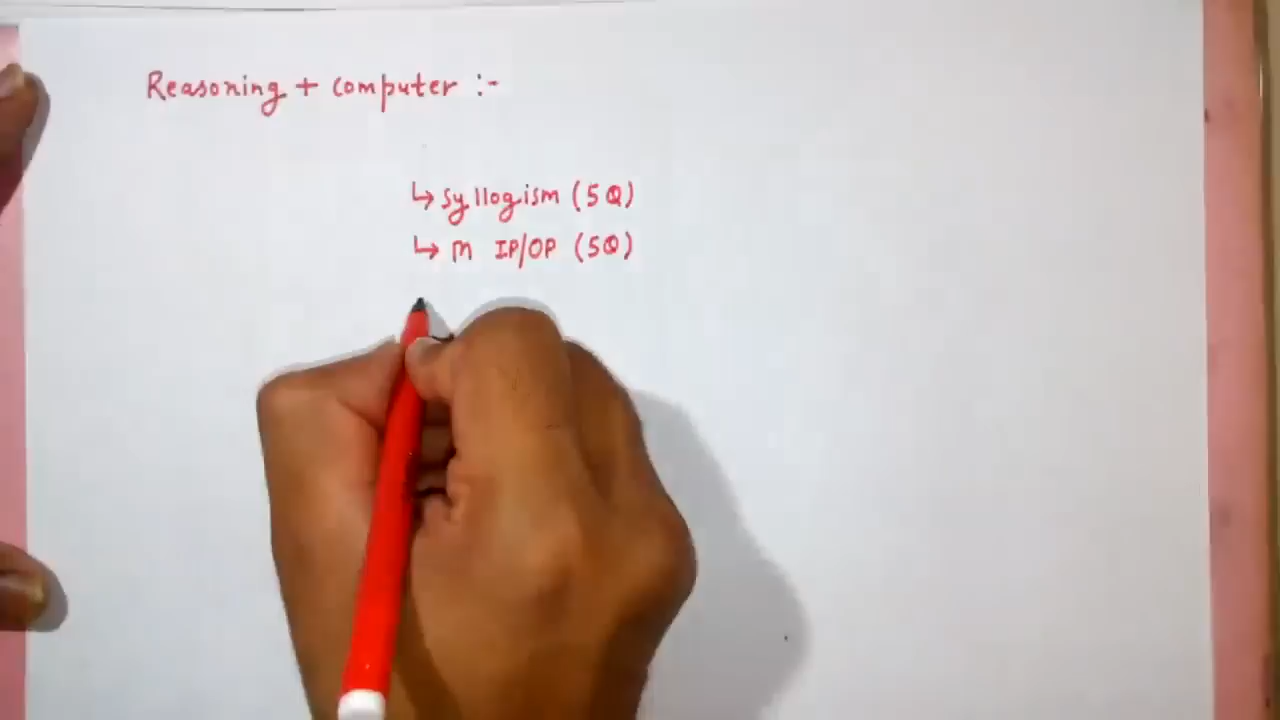 Reasoning + computer :-
↳ Syllogism (5Q)
↳ m IP/OP (5Q)